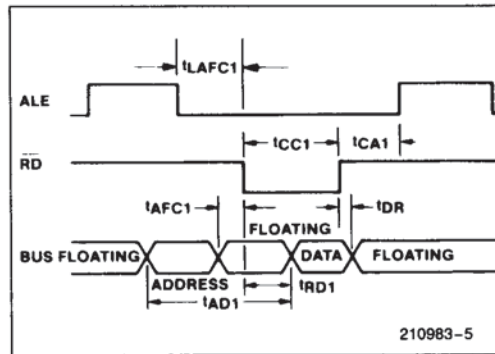 tLAFC1
ALE
tCC1 tCA1
RD
tAFC1 tDR
FLOATING
BUS FLOATING DATA FLOATING
ADDRESS tRD1
tAD1
210983-5